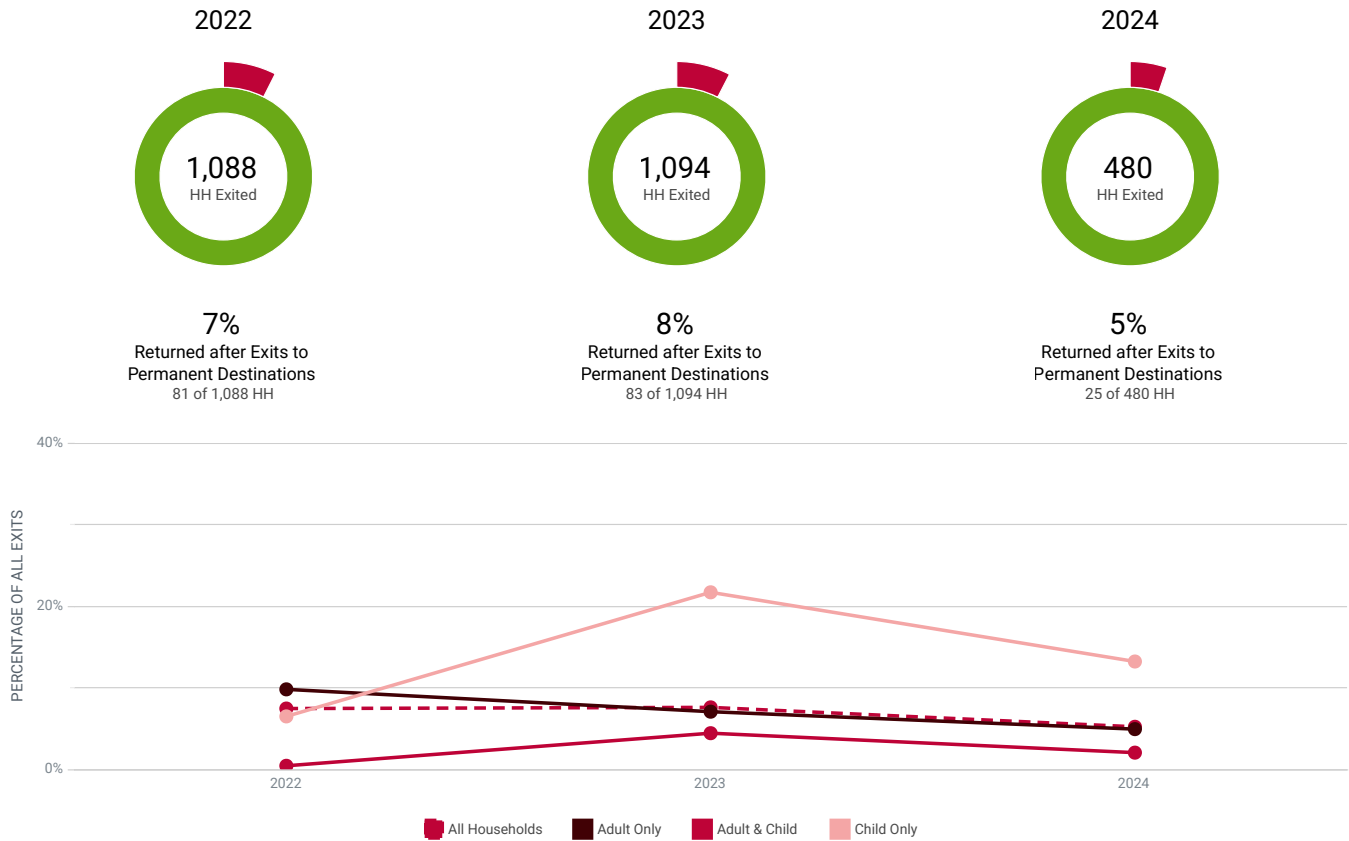 2022
1,088
HH Exited
7%
Returned after Exits to
Permanent Destinations
81 of 1,088 HH
2023
1,094
HH Exited
8%
Returned after Exits to
Permanent Destinations
83 of 1,094 HH
2024
480
HH Exited
5%
Returned after Exits to
Permanent Destinations
25 of 480 HH
PERCENTAGE OF ALL EXITS
40%
20%
0%
2022
2023
2024
All Households
Adult Only
Adult & Child
Child Only